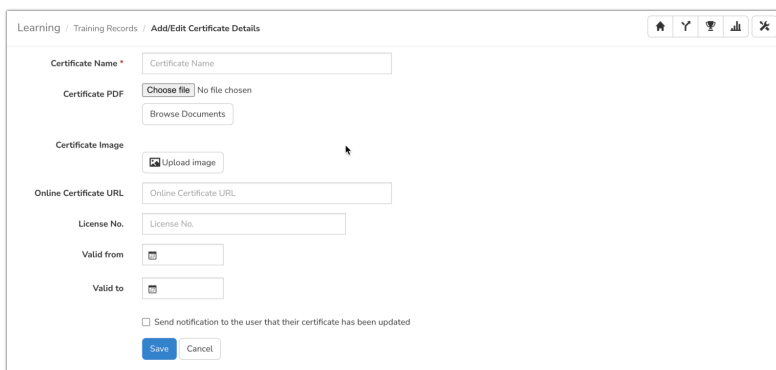 Learning / Training Records / Add/Edit Certificate Details
Certificate Name * Certificate Name
Certificate PDF Choose file No file chosen
Browse Documents
Certificate Image
Upload image
Online Certificate URL Online Certificate URL
License No. License No.
Valid from
Valid to
Send notification to the user that their certificate has been updated
Save Cancel